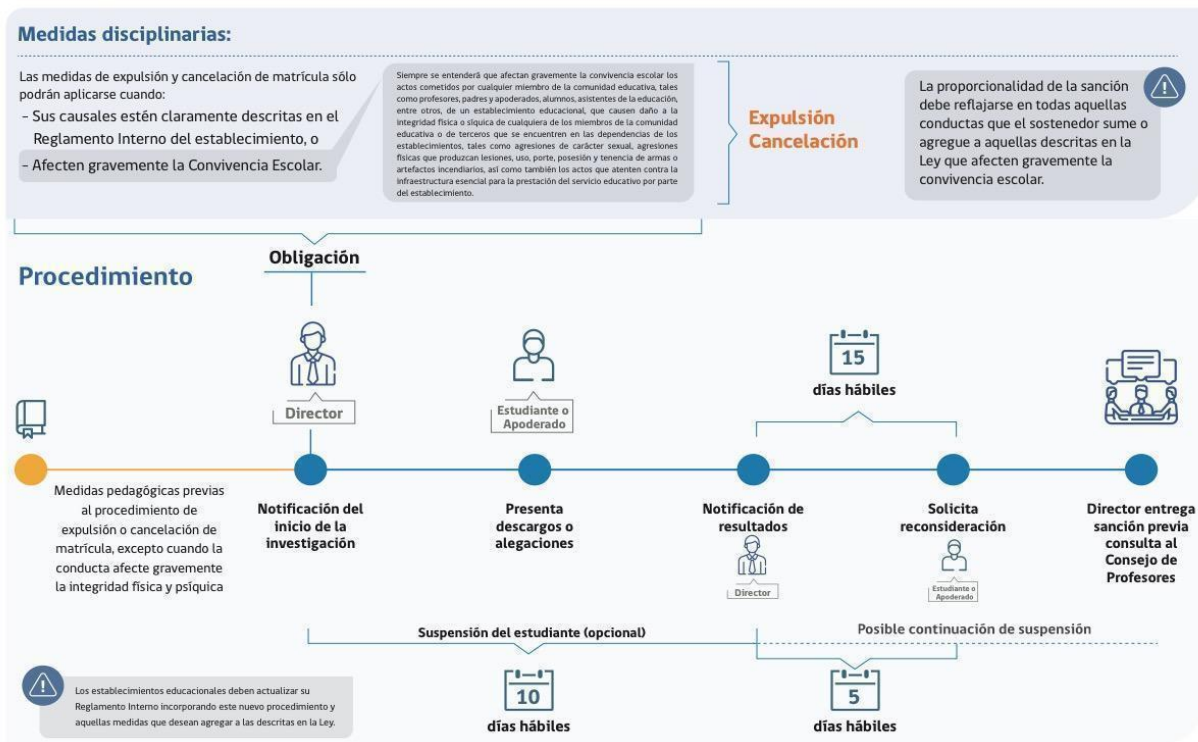 Medidas disciplinarias:
Las medidas de expulsión y cancelación de matrícula sólo
podrán aplicarse cuando:
- Sus causales estén claramente descritas en el
Reglamento Interno del establecimiento, o
- Afecten gravemente la Convivencia Escolar.
Siempre se entenderá que afectan gravemente la convivencia escolar los
actos cometidos por cualquier miembro de la comunidad educativa, tales
como profesores, padres y apoderados, alumnos, asistentes de la educación,
entre otros, de un establecimiento educacional, que causen daño a la
integridad física o síquica de cualquiera de los miembros de la comunidad
educativa o de terceros que se encuentren en las dependencias de los
establecimientos, tales como agresiones de carácter sexual, agresiones
físicas que produzcan lesiones, uso, porte, posesión y tenencia de armas o
artefactos incendiarios, así como también los actos que atenten contra la
infraestructura esencial para la prestación del servicio educativo por parte
del establecimiento.
Expulsión
Cancelación
La proporcionalidad de la sanción
debe reflajarse en todas aquellas
conductas que el sostenedor sume o
agregue a aquellas descritas en la
Ley que afecten gravemente la
convivencia escolar.
Procedimiento
Obligación
Director
Estudiante o
Apoderado
15
días hábiles
Medidas pedagógicas previas
al procedimiento de
expulsión o cancelación de
matrícula, excepto cuando la
conducta afecte gravemente
la integridad física y psíquica
Notificación del
inicio de la
investigación
Presenta
descargos o
alegaciones
Notificación de
resultados
Director
Solicita
reconsideración
Estudiante o
Apoderado
Director entrega
sanción previa
consulta al
Consejo de
Profesores
Suspensión del estudiante (opcional)
Posible continuación de suspensión
10
días hábiles
5
días hábiles
Los establecimientos educacionales deben actualizar su
Reglamento Interno incorporando este nuevo procedimiento y
aquellas medidas que desean agregar a las descritas en la Ley.